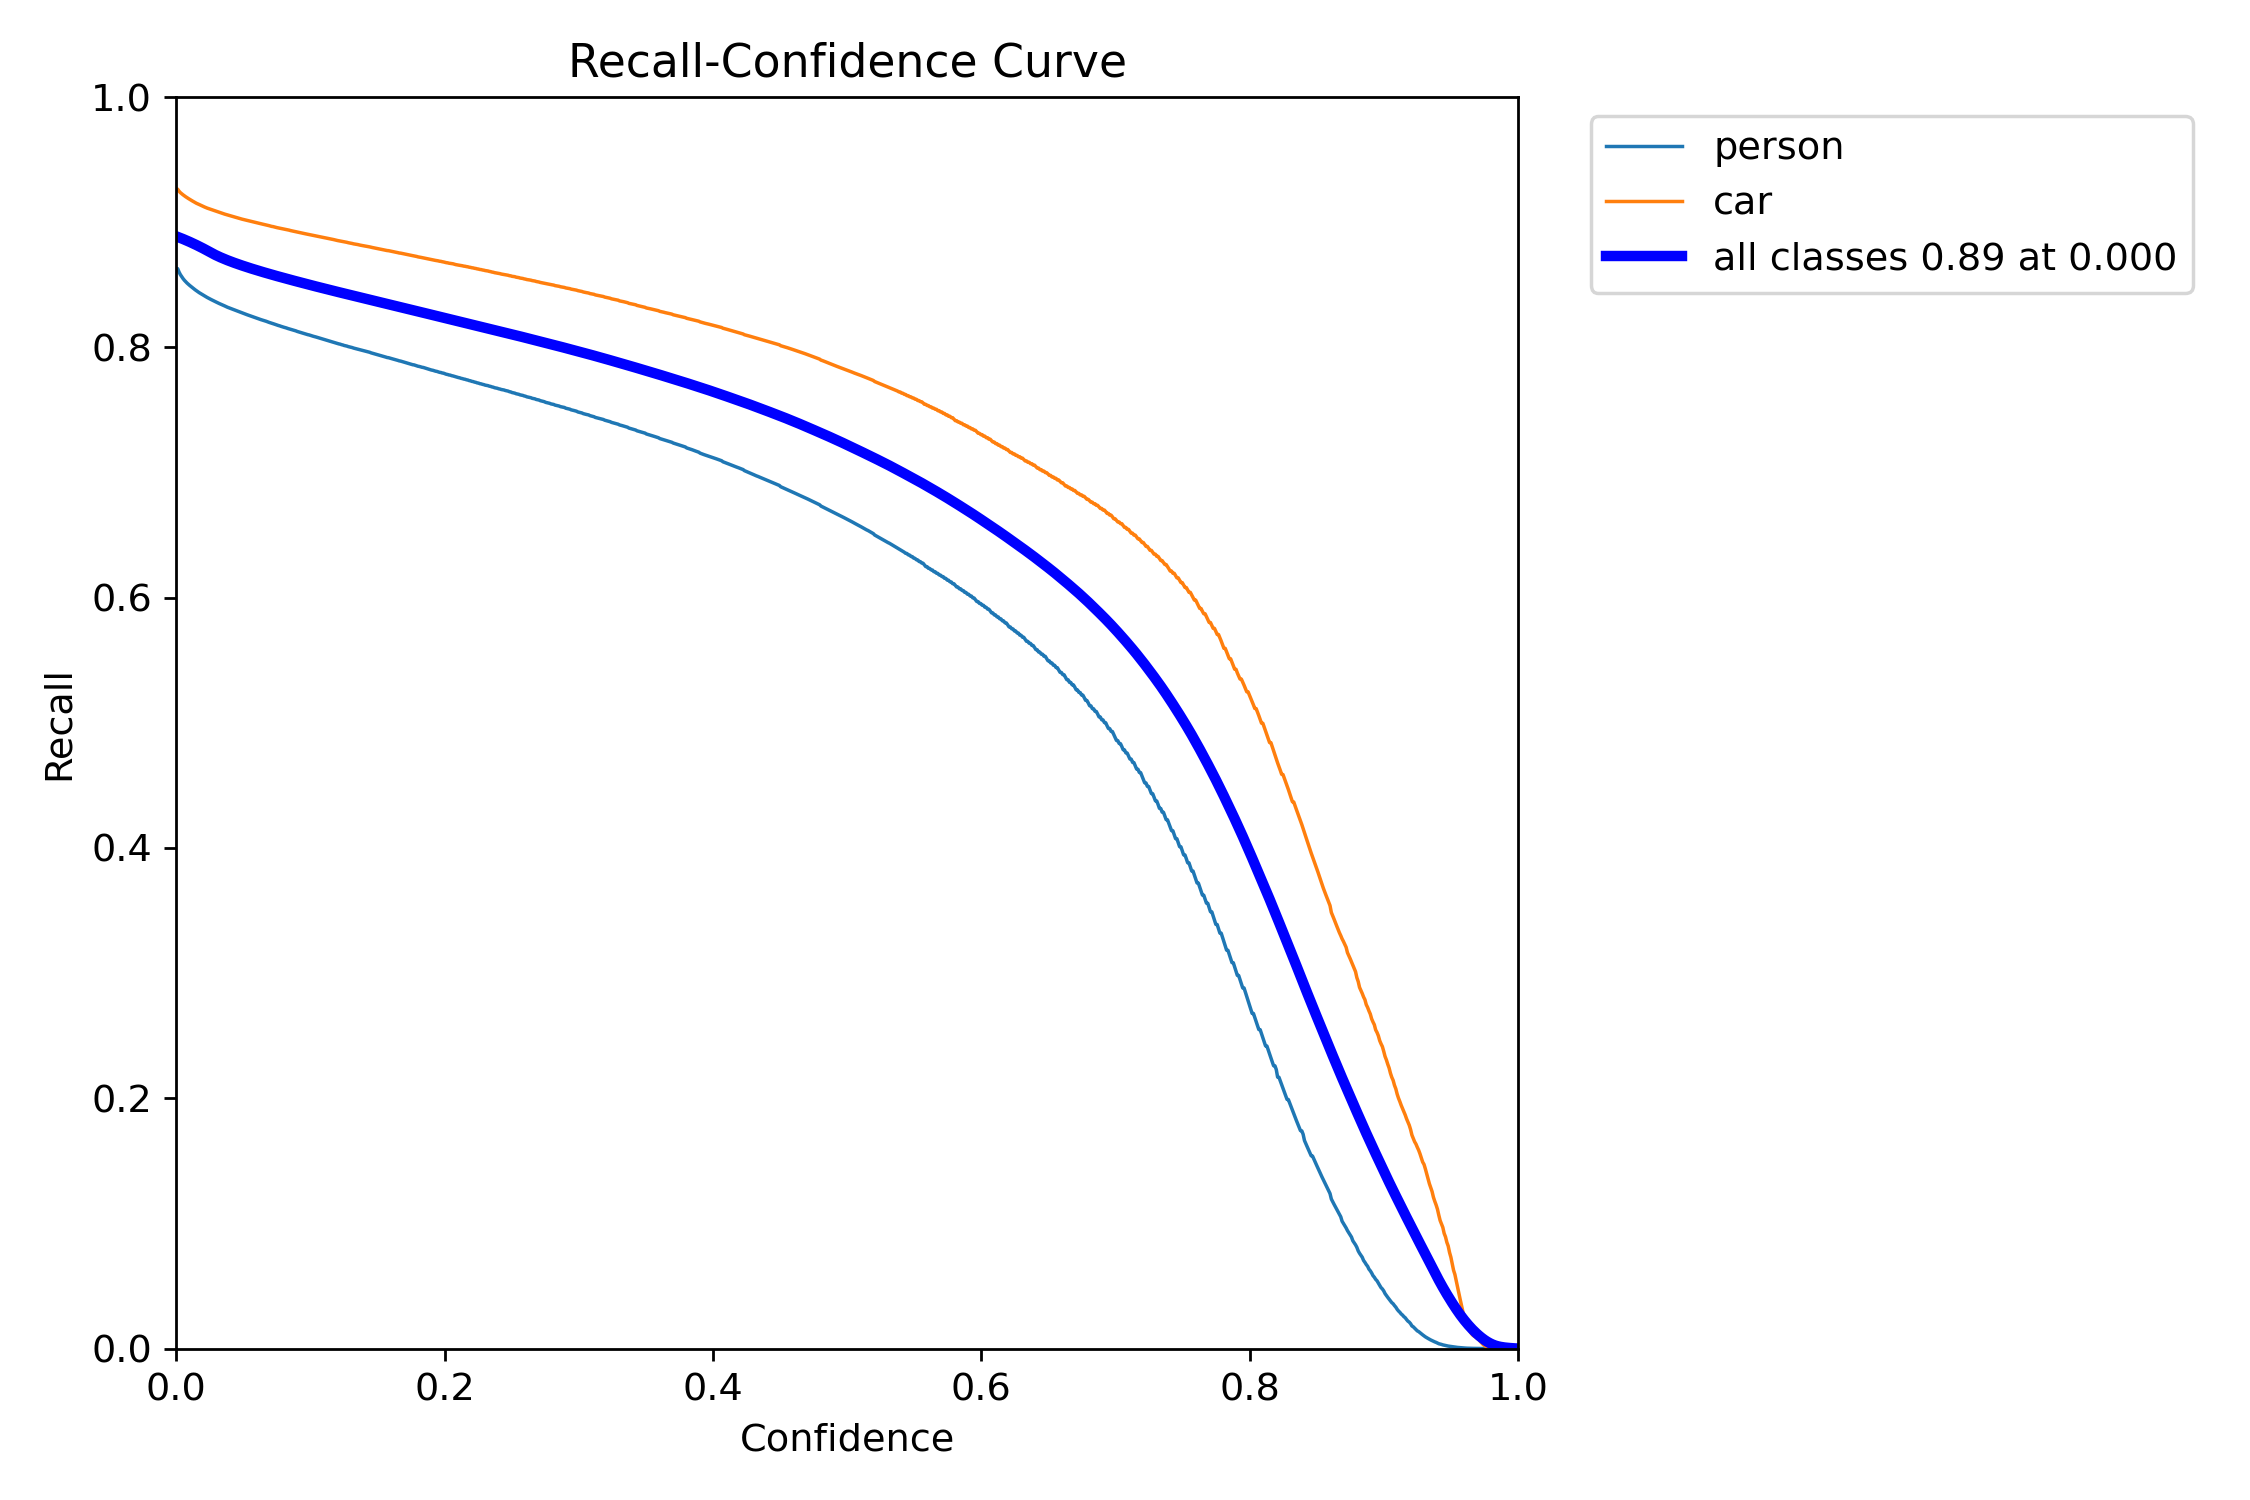 Recall-Confidence Curve
1.0
0.8
0.6
0.4
0.2
0.0
Recall
0.0 0.2 0.4 0.6 0.8 1.0
Confidence
person
car
all classes 0.89 at 0.000